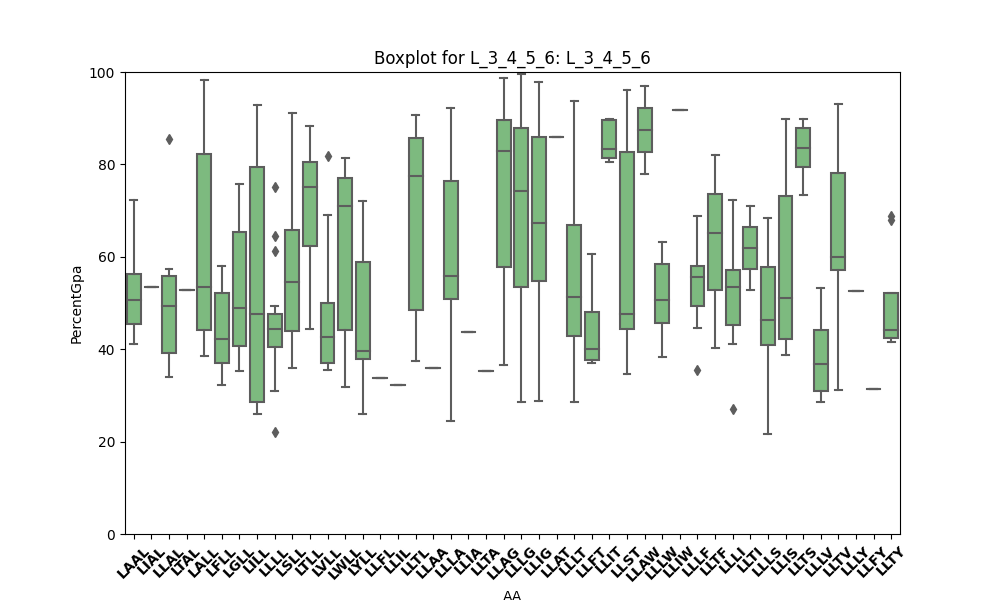 Boxplot for L_3_4_5_6: L_3_4_5_6
PercentGpa
100
80
60
40
20
0
LAAL LIAL LLAL LTAL LALL LFLL LGLL LILL LLLL LSLL LTLL LVLL LWLL LYLL LLFL LLIL LLTL LLAA LLLA LLIA LLTA LLAG LLLG LLIG LLAT LLLT LLFT LLIT LLST LLAW LLLW LLIW LLLF LLTF LLLI LLTI LLLS LLIS LLTS LLLV LLTV LLLY LLFY LLTY
AA